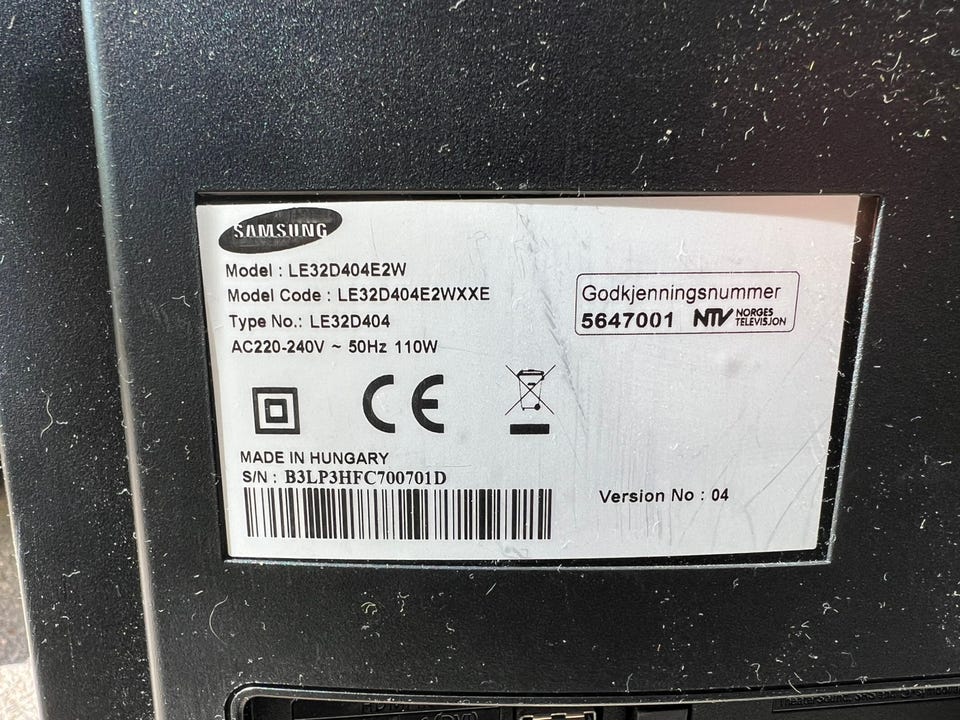 SAMSUNG
Model : LE32D404E2W
Model Code : LE32D404E2WXXE
Type No.: LE32D404
AC220-240V ~ 50Hz 110W
Godkjenningsnummer
5647001 NTV NORGES TELEVISJON
CE
MADE IN HUNGARY
S/N : B3LP3HFC700701D
Version No : 04